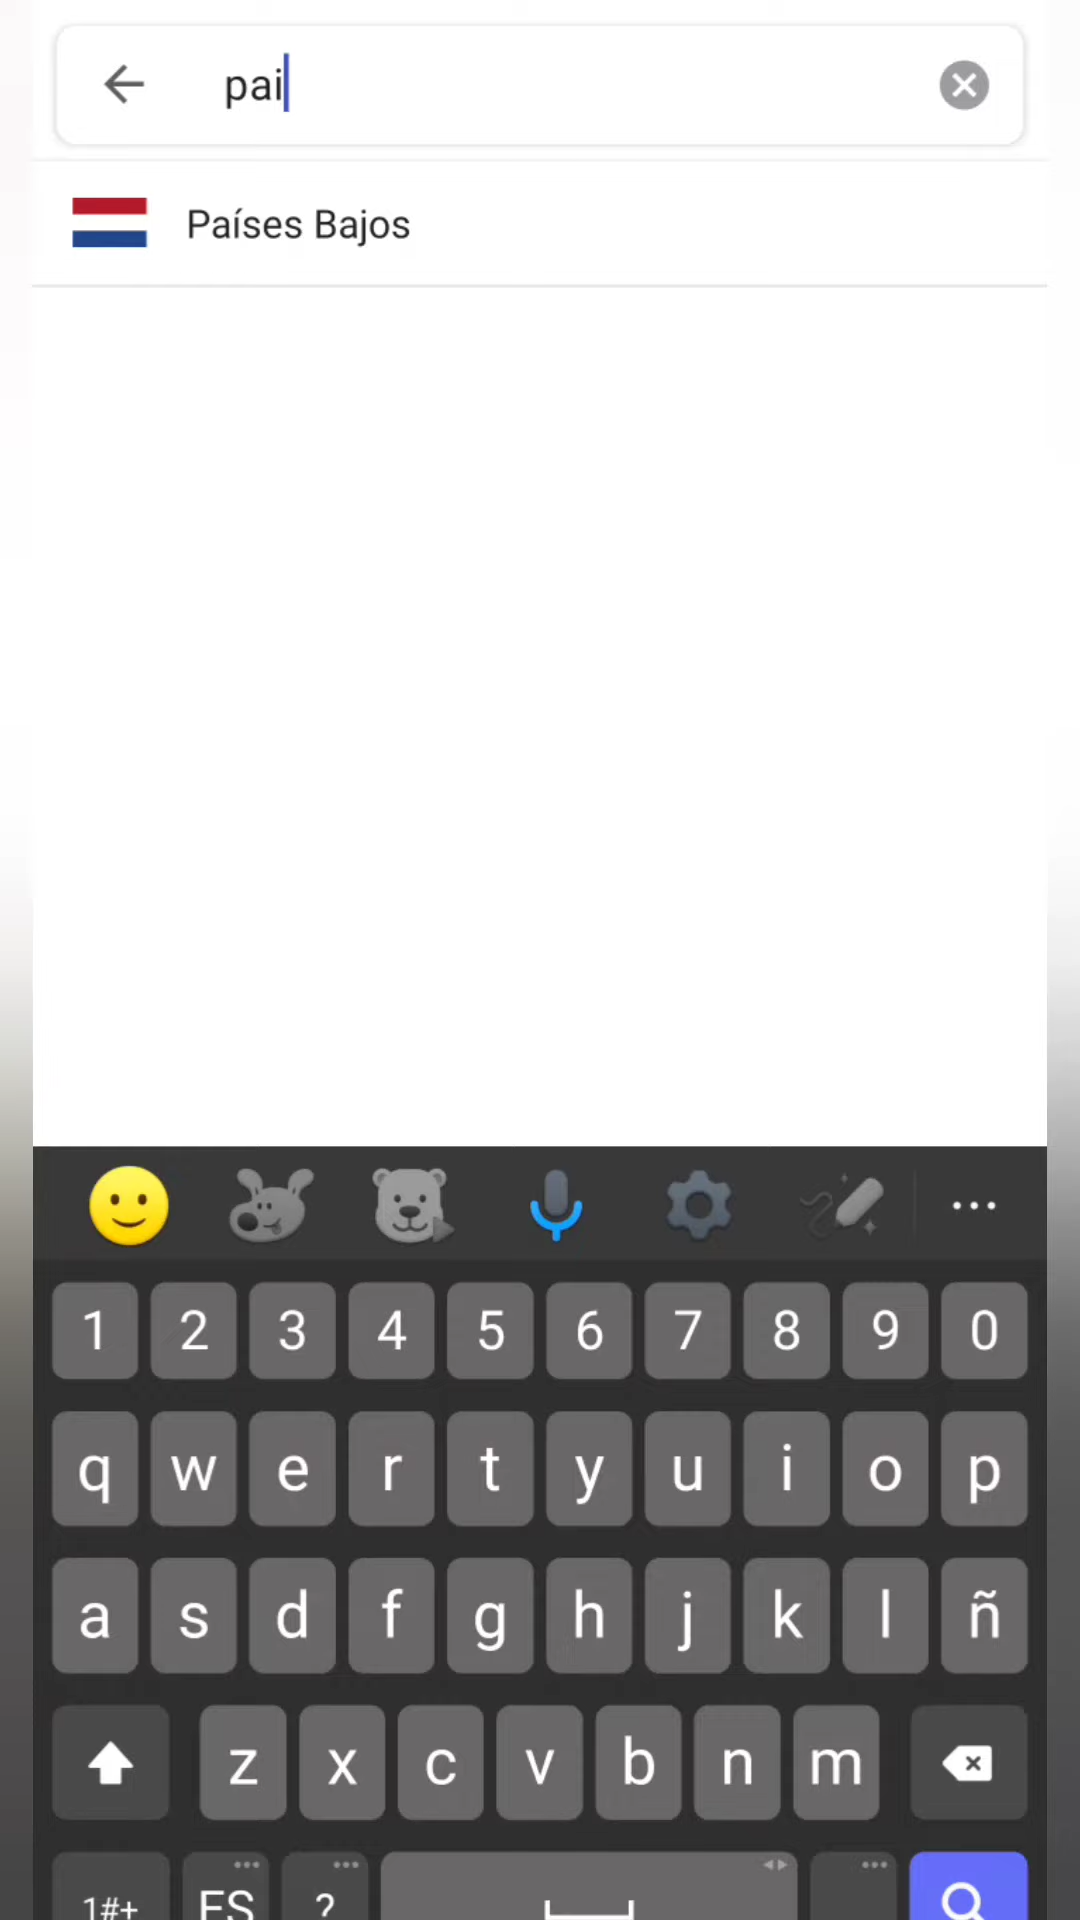 pai
Países Bajos
1 2 3 4 5 6 7 8 9 0
q w e r t y u i o p
a s d f g h j k l ñ
z x c v b n m
1#+ ES ?